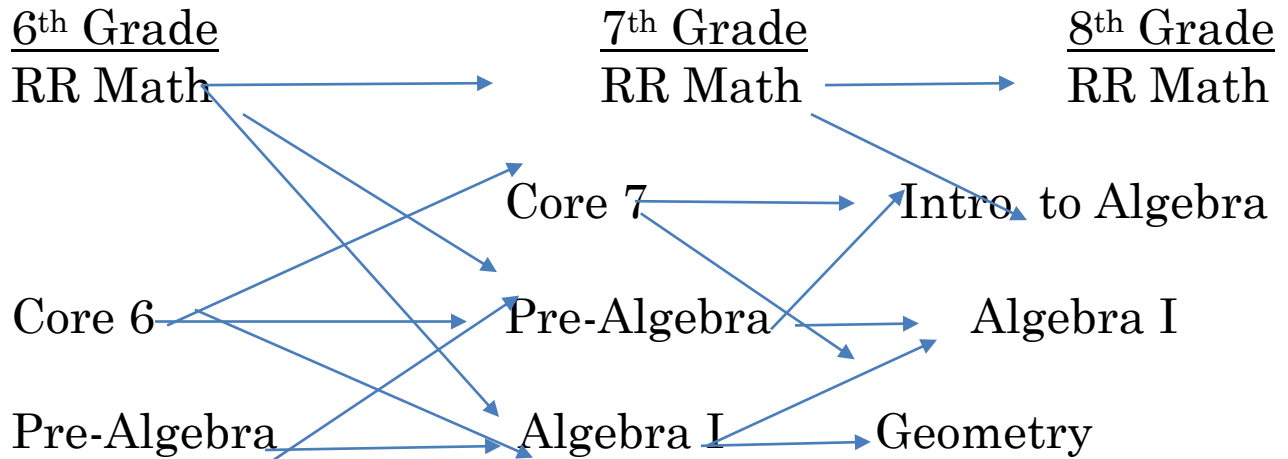 6th Grade 7th Grade 8th Grade
RR Math RR Math RR Math
Core 7 Intro to Algebra
Core 6 Pre-Algebra Algebra I
Pre-Algebra Algebra I Geometry